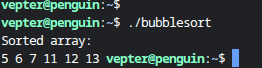 vepter@penguin:~$
vepter@penguin:~$ ./bubblesort
Sorted array:
5 6 7 11 12 13 vepter@penguin:~$